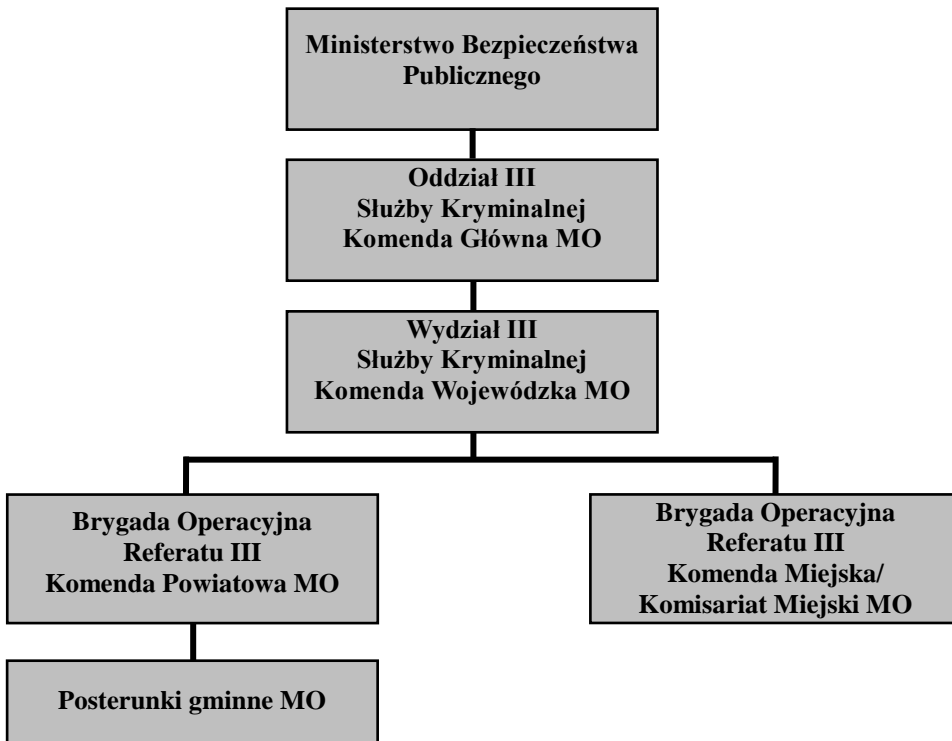 Ministerstwo Bezpieczeństwa
Publicznego
Oddział III
Służby Kryminalnej
Komenda Główna MO
Wydział III
Służby Kryminalnej
Komenda Wojewódzka MO
Brygada Operacyjna
Referatu III
Komenda Powiatowa MO
Brygada Operacyjna
Referatu III
Komenda Miejska/
Komisariat Miejski MO
Posterunki gminne MO